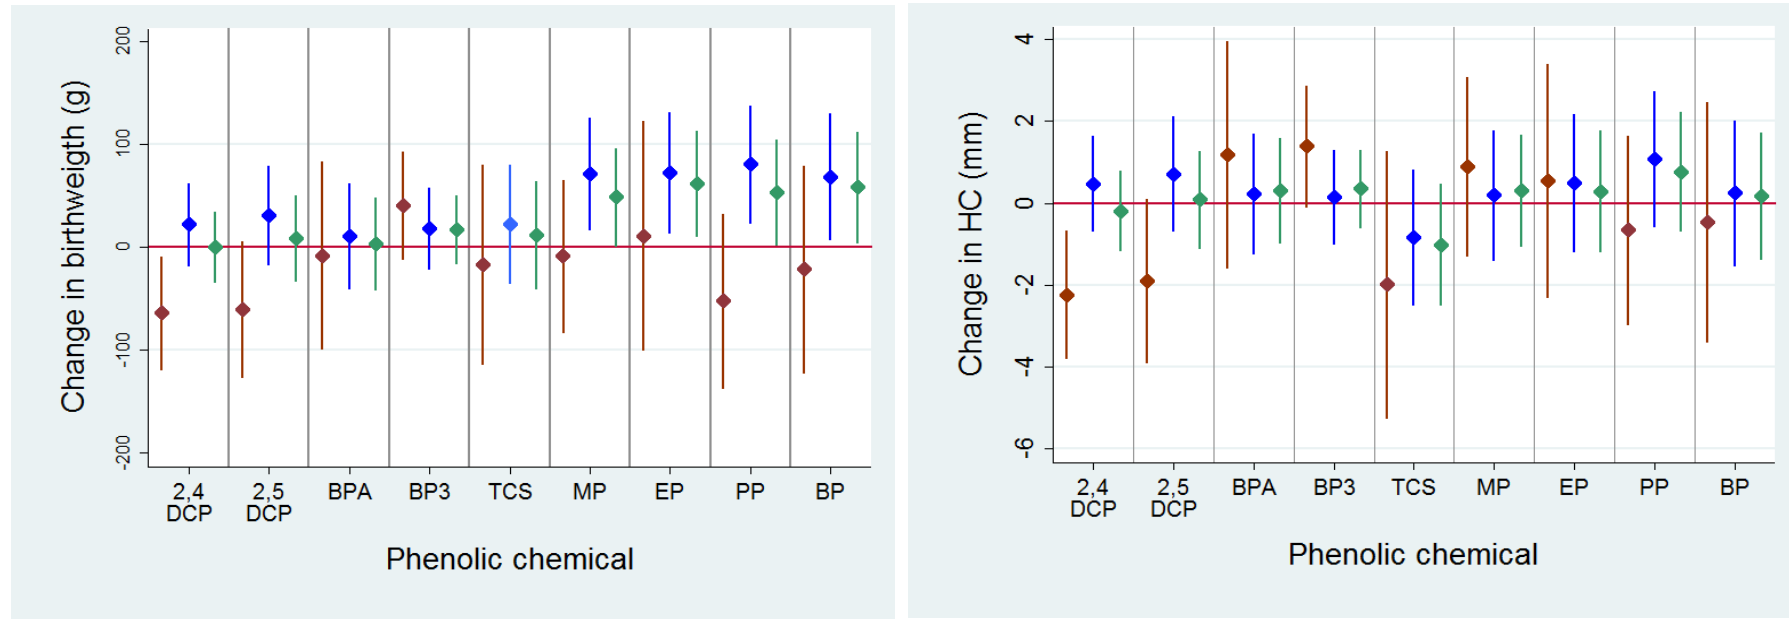 Change in birthweigth (g)
200
100
0
-100
-200
2,4 DCP
2,5 DCP
BPA
BP3
TCS
MP
EP
PP
BP
Phenolic chemical
Change in HC (mm)
4
2
0
-2
-4
-6
2,4 DCP
2,5 DCP
BPA
BP3
TCS
MP
EP
PP
BP
Phenolic chemical